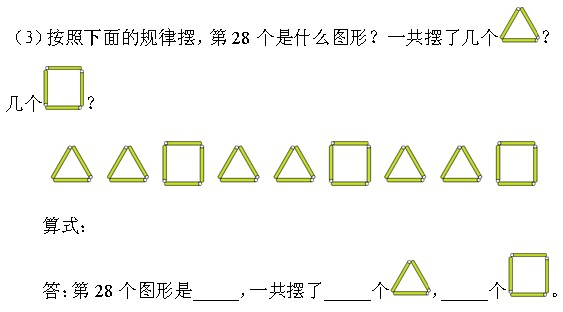 （3）按照下面的规律摆，第 28 个是什么图形？一共摆了几个？
几个？
算式：
答：第 28 个图形是_____，一共摆了_____个，_____个。